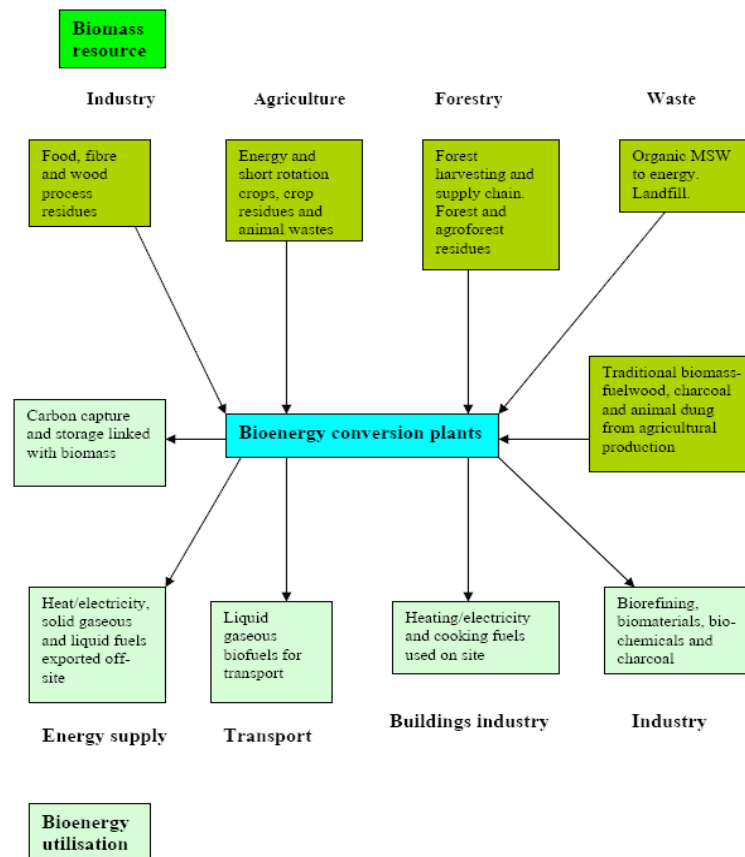 Biomass
resource
Industry
Agriculture
Forestry
Waste
Food, fibre
and wood
process
residues
Energy and
short rotation
crops, crop
residues and
animal wastes
Forest
harvesting and
supply chain.
Forest and
agroforest
residues
Organic MSW
to energy.
Landfill.
Carbon capture
and storage linked
with biomass
Bioenergy conversion plants
Traditional biomass-
fuelwood, charcoal
and animal dung
from agricultural
production
Heat/electricity,
solid gaseous
and liquid fuels
exported off-
site
Liquid
gaseous
biofuels for
transport
Heating/electricity
and cooking fuels
used on site
Biorefining,
biomaterials, bio-
chemicals and
charcoal
Energy supply
Transport
Buildings industry
Industry
Bioenergy
utilisation